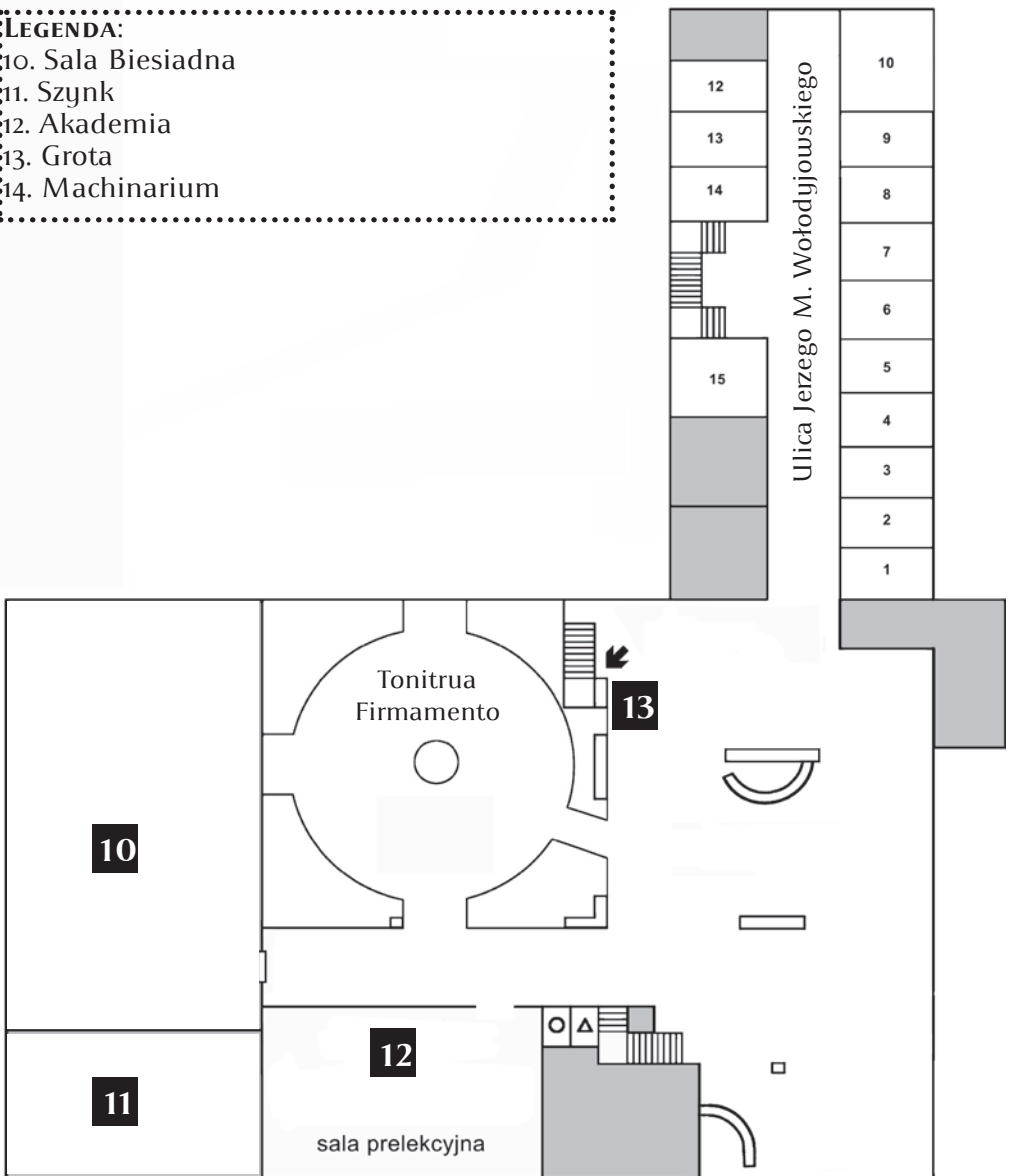 LEGENDA:
10. Sala Biesiadna
11. Szynk
12. Akademia
13. Grota
14. Machinarium
10
12
9
13
8
14
7
Ulica Jerzego M. Wołodyjowskiego
6
15
5
4
3
2
1
Tonitrua
Firmamento
13
10
12
11
sala prelekcyjna